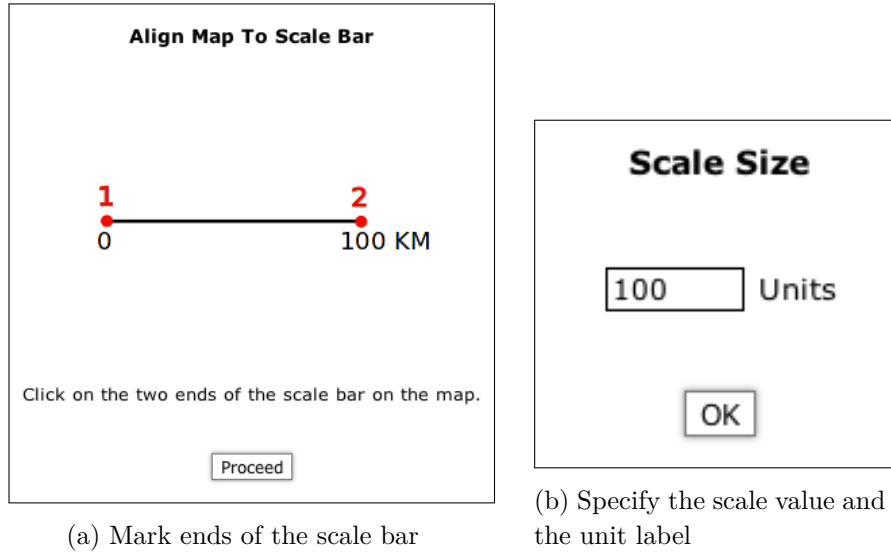 Align Map To Scale Bar
1 2
0 100 KM
Click on the two ends of the scale bar on the map.
Proceed
(a) Mark ends of the scale bar
Scale Size
100 Units
OK
(b) Specify the scale value and
the unit label